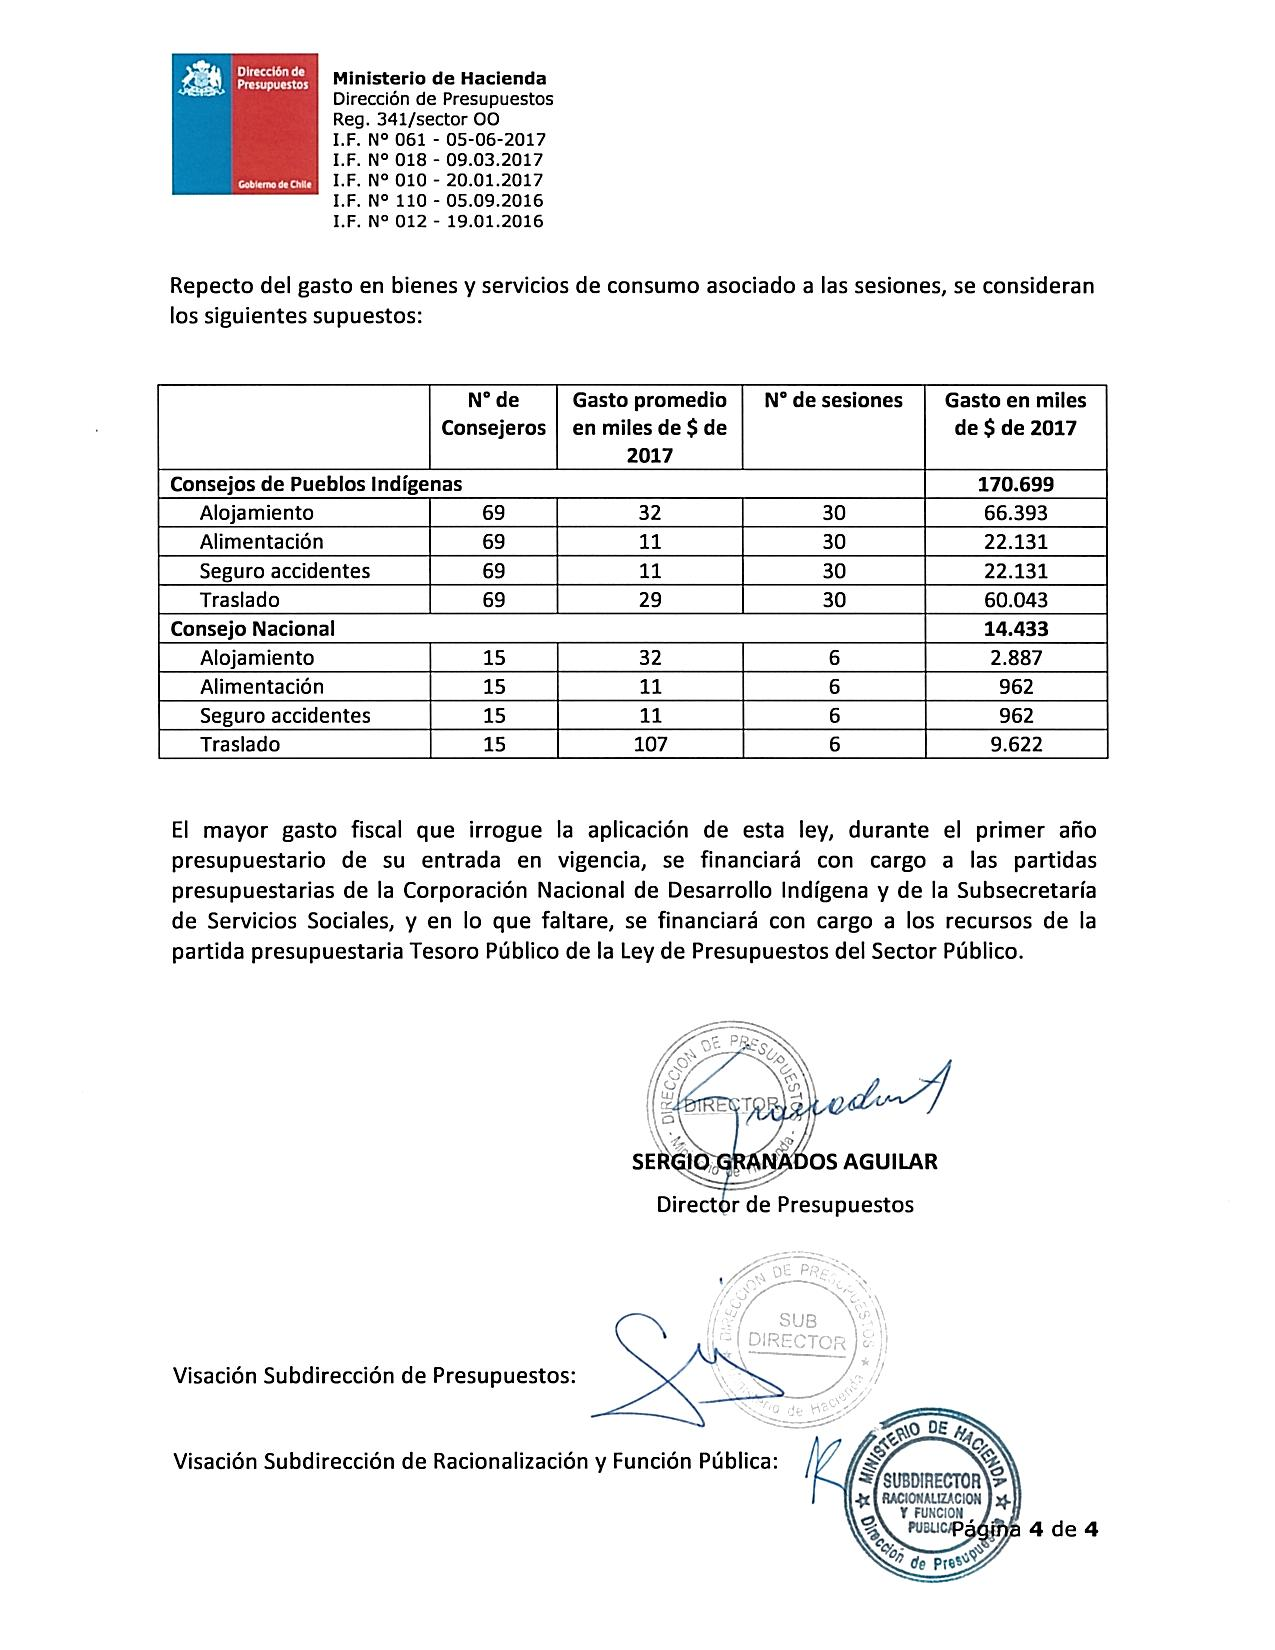 Dirección de
Presupuestos
Gobierno de Chile
Ministerio de Hacienda
Dirección de Presupuestos
Reg. 341/sector OO
I.F. N° 061 - 05-06-2017
I.F. N° 018 - 09.03.2017
I.F. N° 010 - 20.01.2017
I.F. N° 110 - 05.09.2016
I.F. N° 012 - 19.01.2016
Repecto del gasto en bienes y servicios de consumo asociado a las sesiones, se consideran
los siguientes supuestos:
N° de Consejeros Gasto promedio en miles de $ de 2017 N° de sesiones Gasto en miles de $ de 2017
Consejos de Pueblos Indígenas 170.699
Alojamiento 69 32 30 66.393
Alimentación 69 11 30 22.131
Seguro accidentes 69 11 30 22.131
Traslado 69 29 30 60.043
Consejo Nacional 14.433
Alojamiento 15 32 6 2.887
Alimentación 15 11 6 962
Seguro accidentes 15 11 6 962
Traslado 15 107 6 9.622
El mayor gasto fiscal que irrogue la aplicación de esta ley, durante el primer año
presupuestario de su entrada en vigencia, se financiará con cargo a las partidas
presupuestarias de la Corporación Nacional de Desarrollo Indígena y de la Subsecretaría
de Servicios Sociales, y en lo que faltare, se financiará con cargo a los recursos de la
partida presupuestaria Tesoro Público de la Ley de Presupuestos del Sector Público.
DIRECCION DE PRESUPUESTOS
DIRECTOR
- Ministerio de Hacienda -
SERGIO GRANADOS AGUILAR
Director de Presupuestos
DIRECCION DE PRESUPUESTOS
SUB
DIRECTOR
Ministerio de Hacienda
Visación Subdirección de Presupuestos:
Visación Subdirección de Racionalización y Función Pública:
MINISTERIO DE HACIENDA
SUBDIRECTOR
RACIONALIZACION
Y FUNCION
PUBLICA
Dirección de Presupuestos
Página 4 de 4